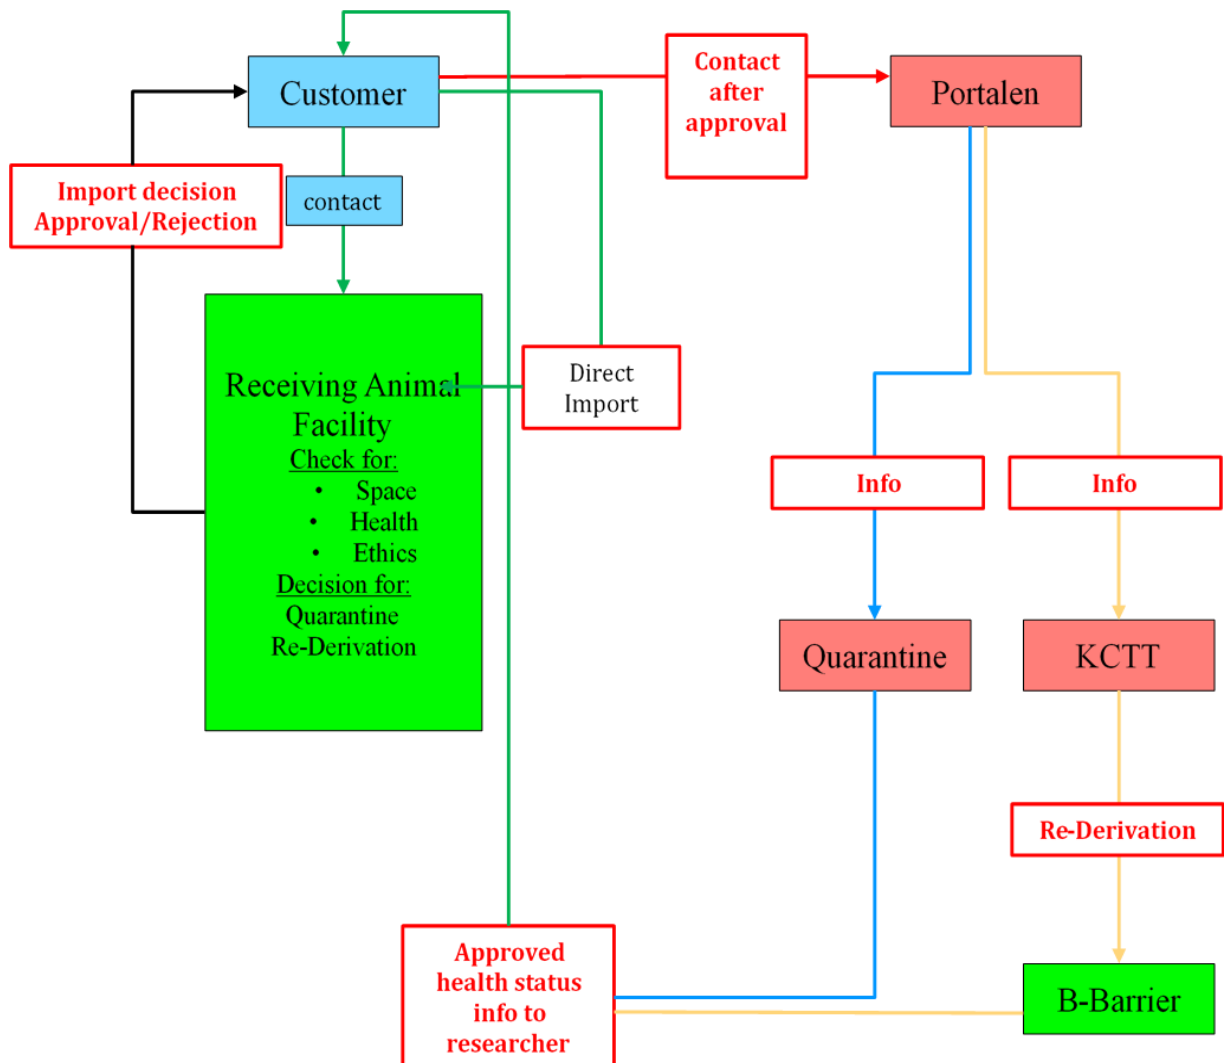 Customer
Contact
after
approval
Portalen
Import decision
Approval/Rejection
contact
Receiving Animal
Facility
Check for:
• Space
• Health
• Ethics
Decision for:
Quarantine
Re-Derivation
Direct
Import
Info
Info
Quarantine
KCTT
Re-Derivation
Approved
health status
info to
researcher
B-Barrier